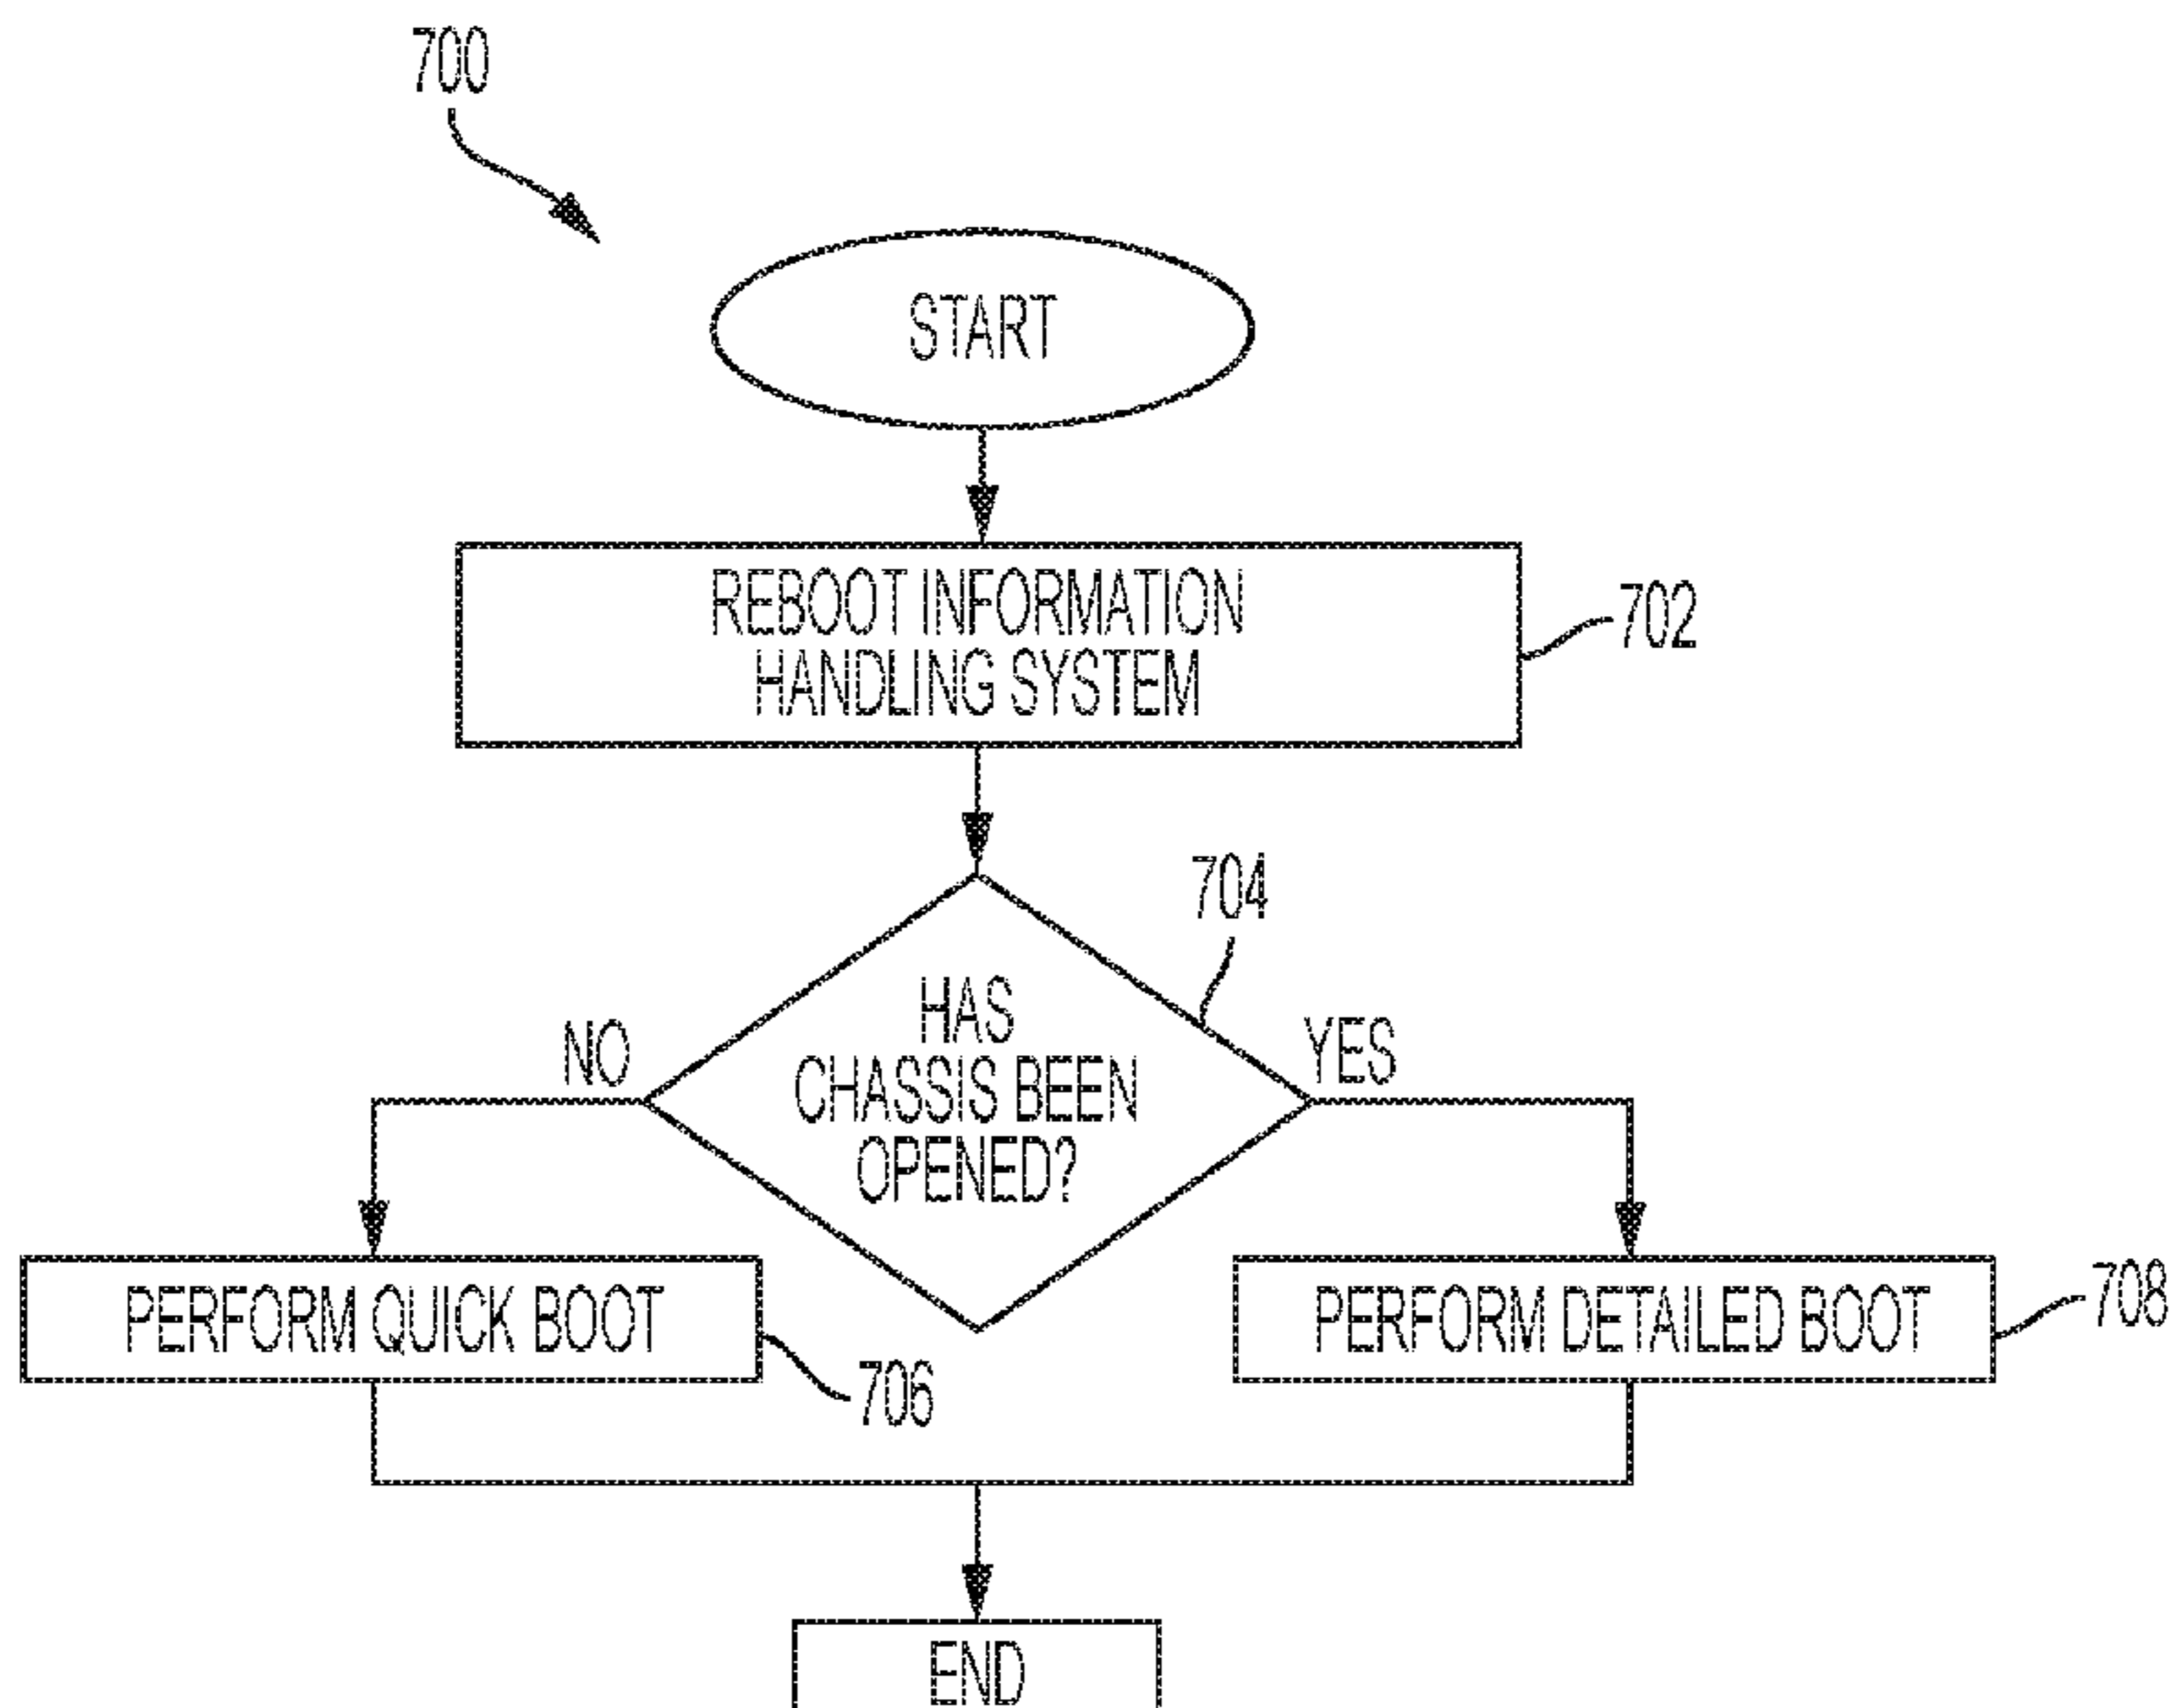 700
START
REBOOT INFORMATION
HANDLING SYSTEM
702
704
HAS
CHASSIS BEEN
OPENED?
NO
YES
PERFORM QUICK BOOT
706
PERFORM DETAILED BOOT
708
END